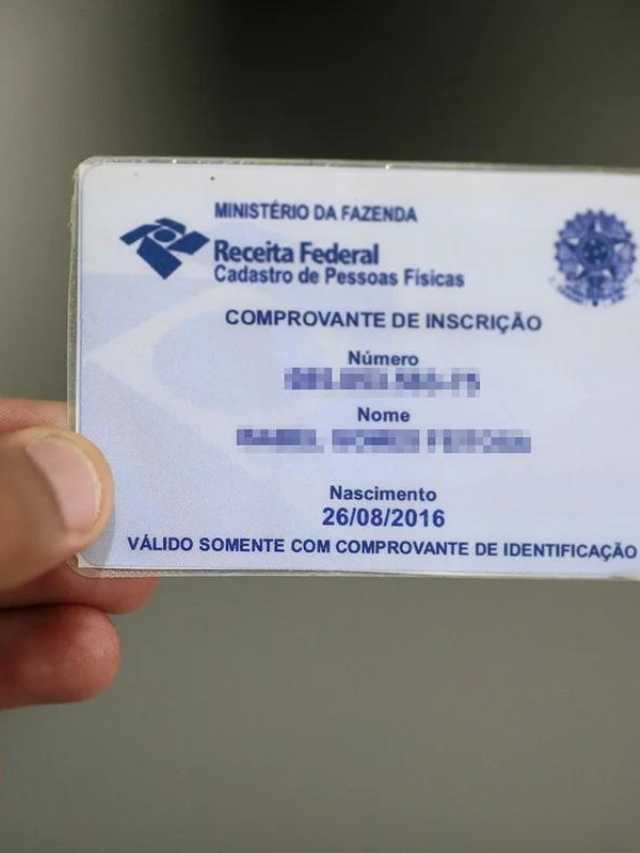 MINISTÉRIO DA FAZENDA
Receita Federal
Cadastro de Pessoas Físicas
COMPROVANTE DE INSCRIÇÃO
Número
Nome
Nascimento
26/08/2016
VÁLIDO SOMENTE COM COMPROVANTE DE IDENTIFICAÇÃO